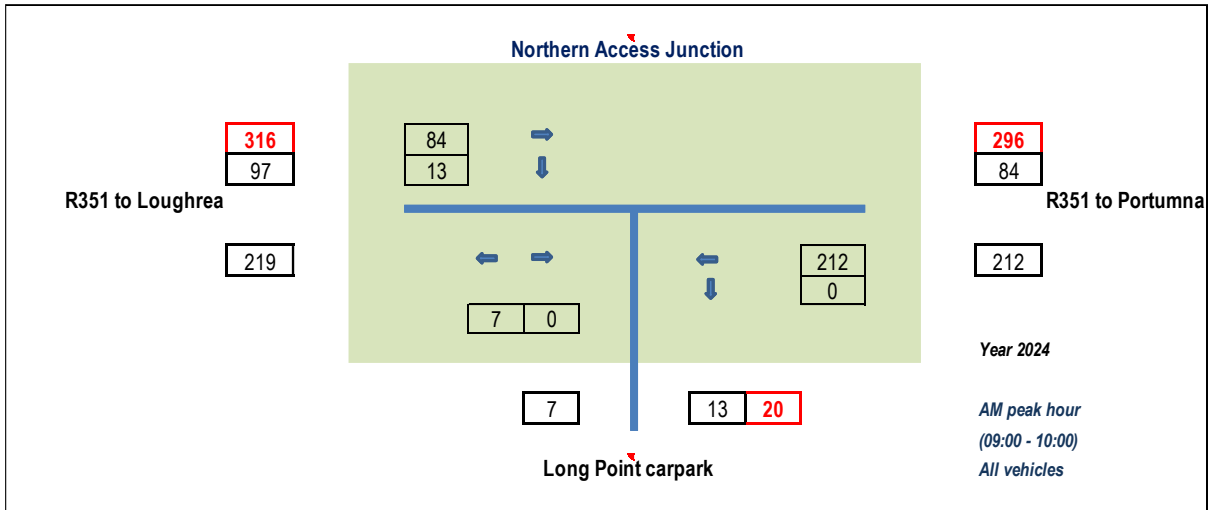 Northern Access Junction
316 84 296
97 13 84
R351 to Loughrea R351 to Portumna
219 212 212
0
7 0
Year 2024
7 13 20 AM peak hour
(09:00 - 10:00)
Long Point carpark All vehicles